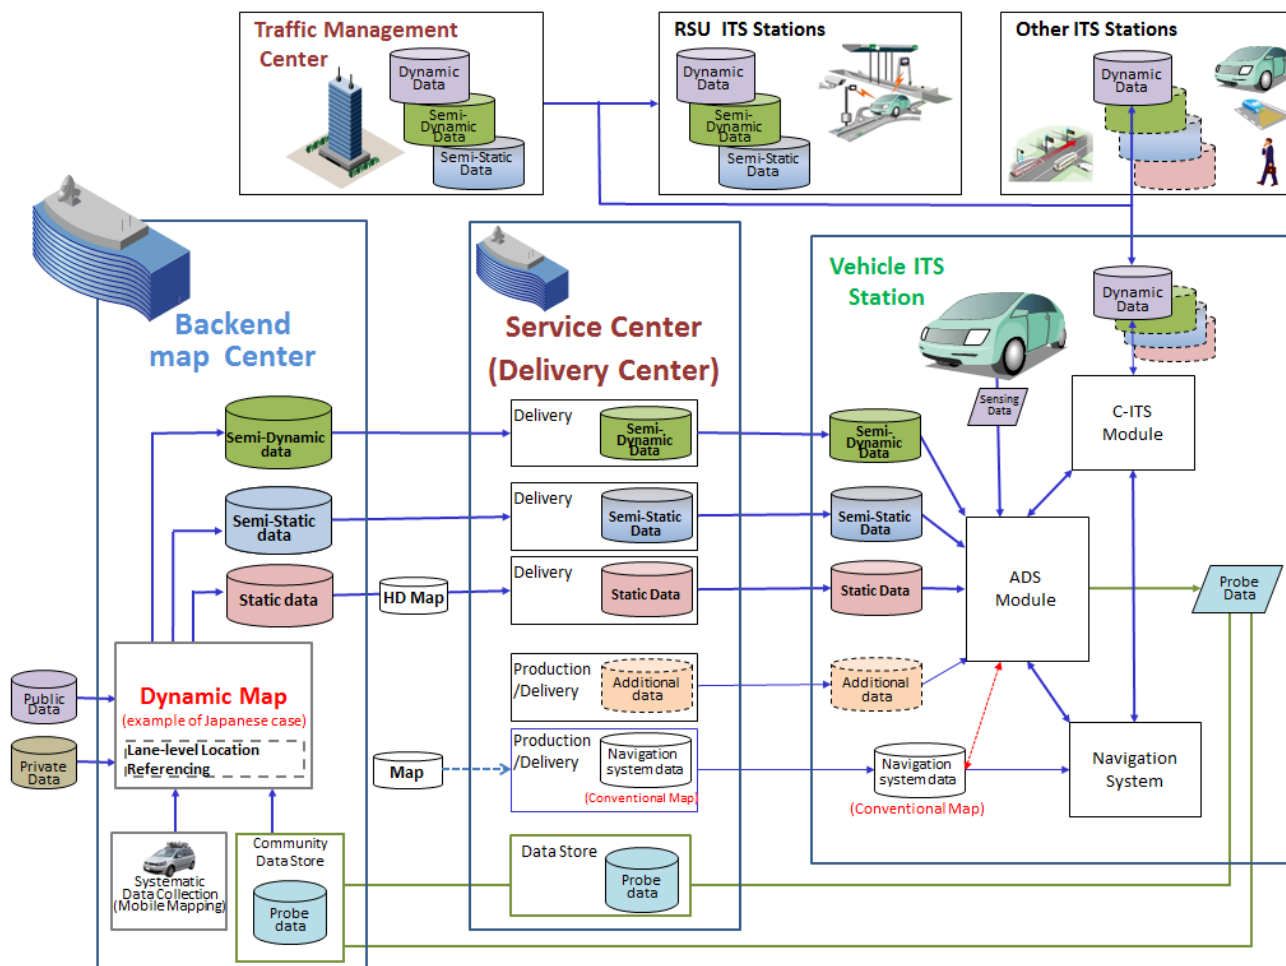 Traffic Management
Center
Dynamic
Data
Semi-
Dynamic
Data
Semi-Static
Data
RSU ITS Stations
Dynamic
Data
Semi-
Dynamic
Data
Semi-Static
Data
Other ITS Stations
Dynamic
Data
Backend
map Center
Semi-Dynamic
data
Semi-Static
data
Static data
HD Map
Public
Data
Private
Data
Dynamic Map
(example of Japanese case)
Lane-level Location
Referencing
Map
Systematic
Data Collection
(Mobile Mapping)
Community
Data Store
Probe
data
Service Center
(Delivery Center)
Delivery
Semi-
Dynamic
Data
Delivery
Semi-Static
Data
Delivery
Static Data
Production
/Delivery
Additional
data
Production
/Delivery
Navigation
system data
(Conventional Map)
Data Store
Probe
data
Vehicle ITS
Station
Dynamic
Data
Sensing
Data
C-ITS
Module
Semi-
Dynamic
Data
Semi-Static
Data
Static Data
Additional
data
ADS
Module
Probe
Data
Navigation
system data
(Conventional Map)
Navigation
System